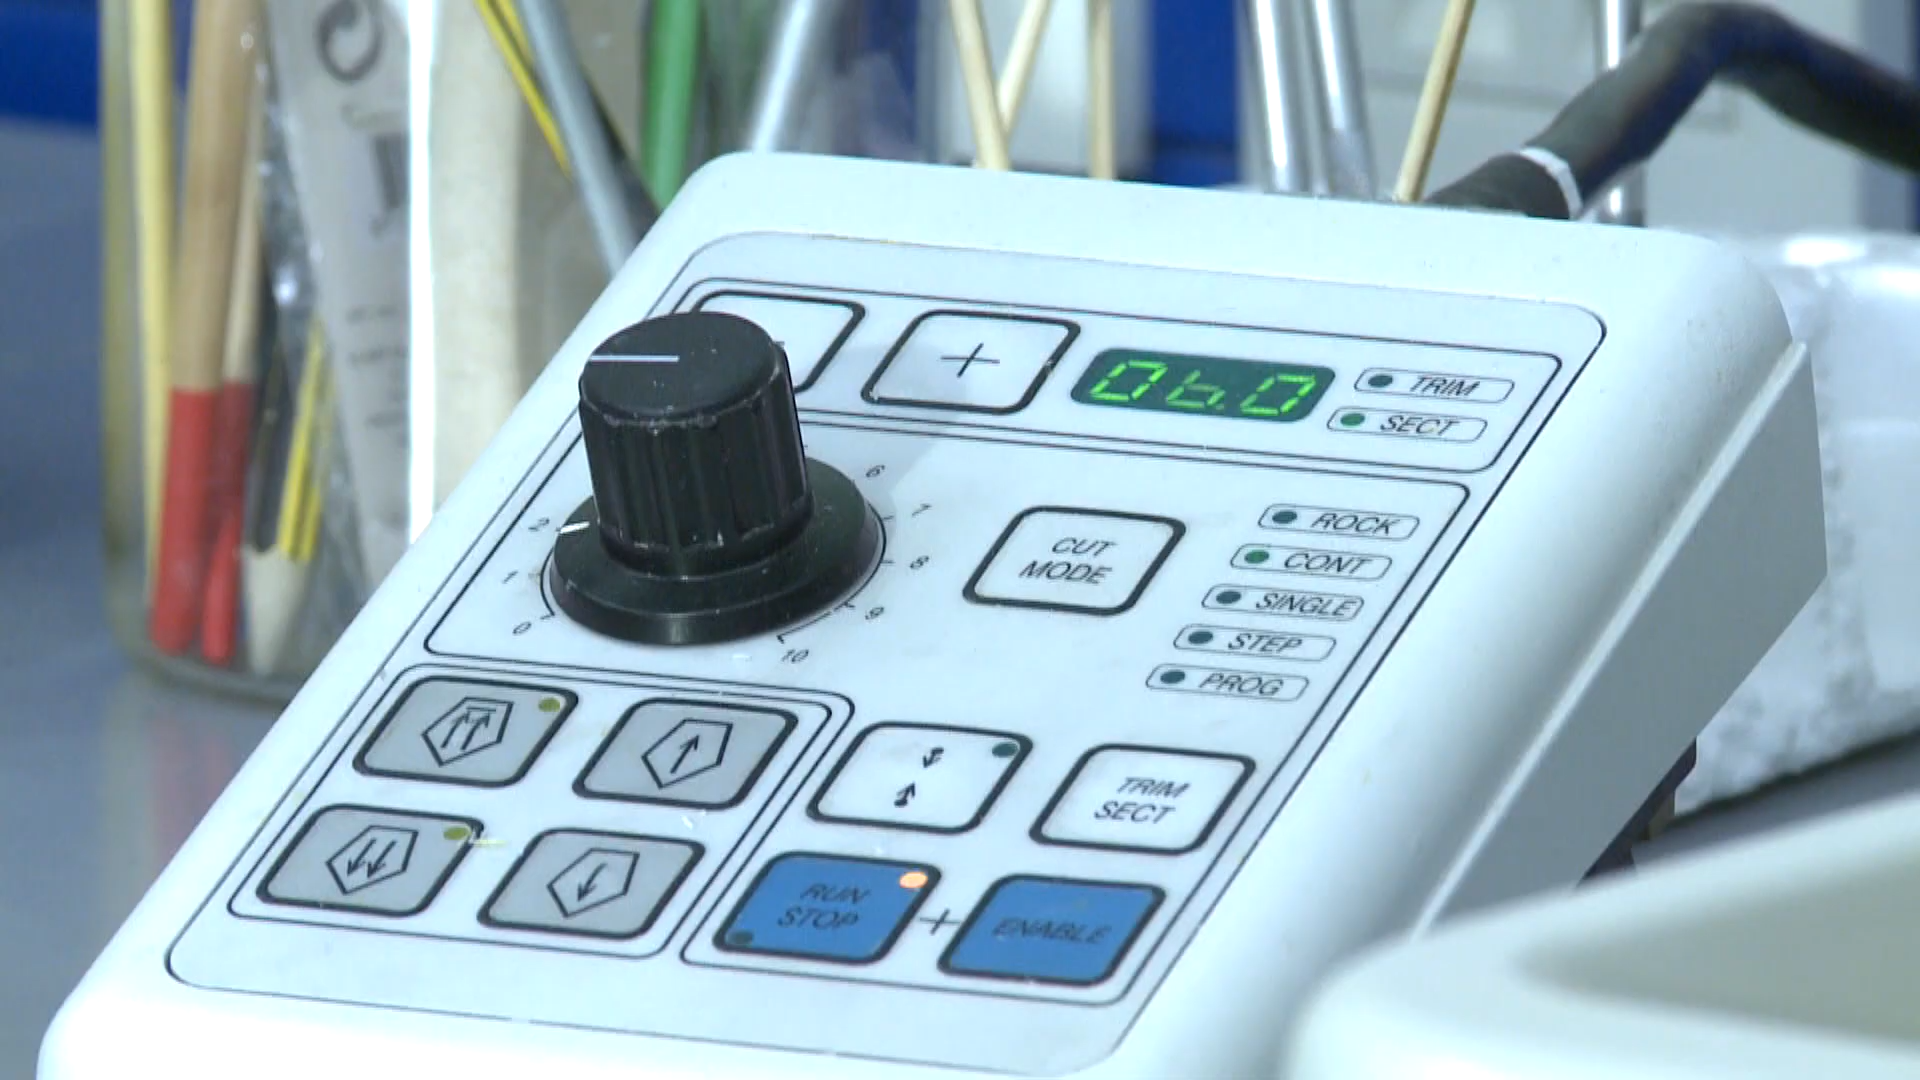 +
06.0
TRIM
SECT
6
7
8
9
10
2
1
0
CUT
MODE
ROCK
CONT
SINGLE
STEP
PROG
TRIM
SECT
RUN
STOP
+
ENABLE